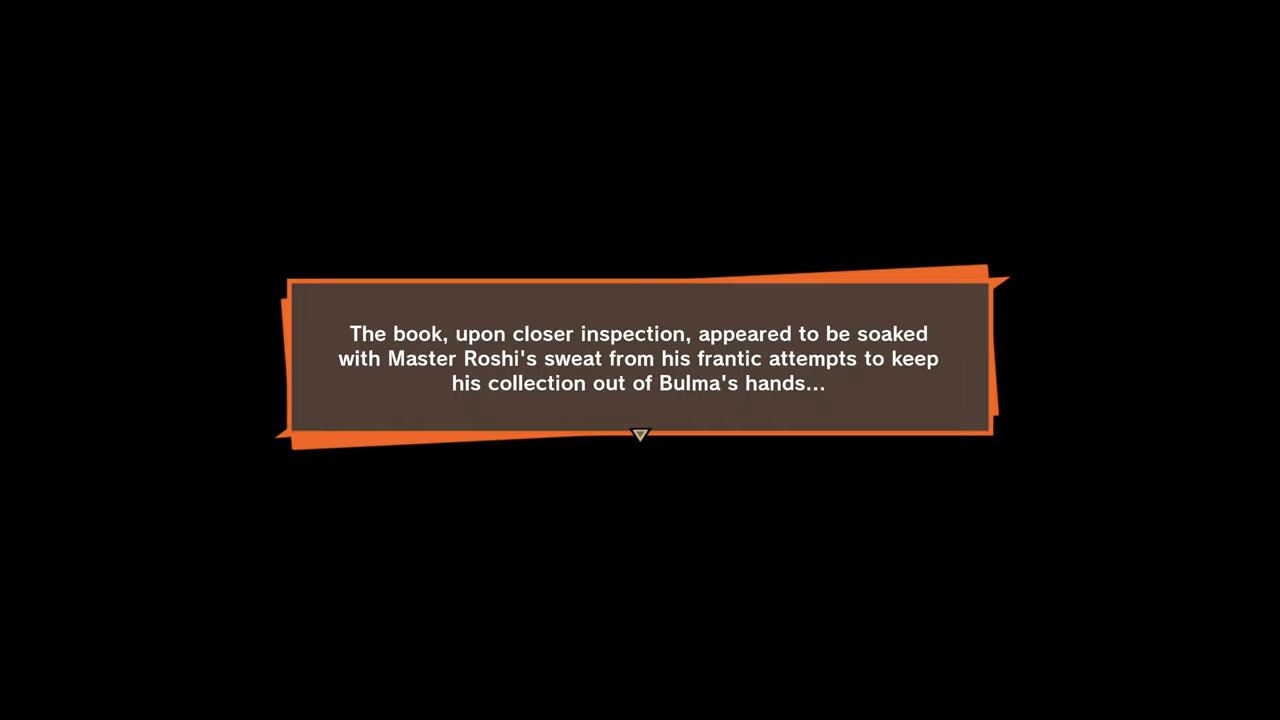 The book, upon closer inspection, appeared to be soaked
with Master Roshi's sweat from his frantic attempts to keep
his collection out of Bulma's hands...